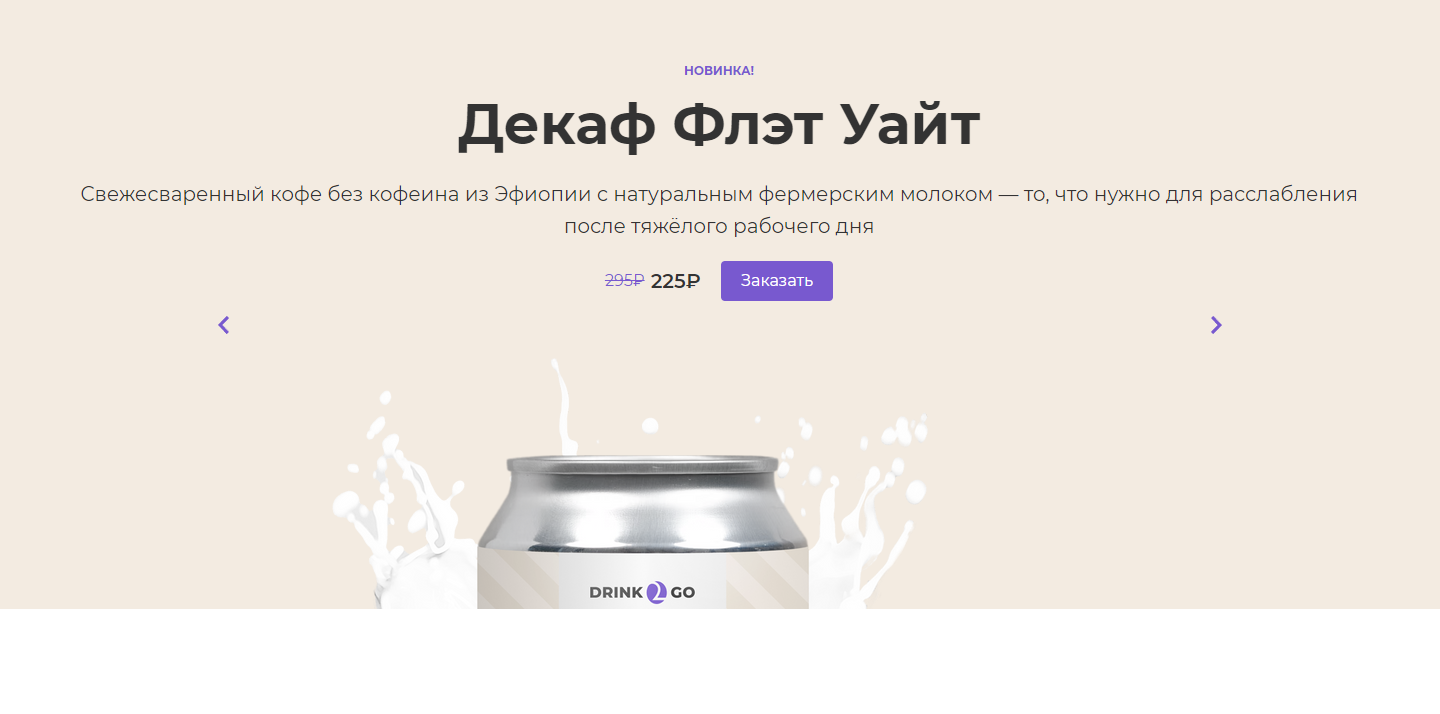 НОВИНКА!
Декаф Флэт Уайт
Свежесваренный кофе без кофеина из Эфиопии с натуральным фермерским молоком — то, что нужно для расслабления
после тяжёлого рабочего дня
295₽ 225₽ Заказать
DRINK 2 GO